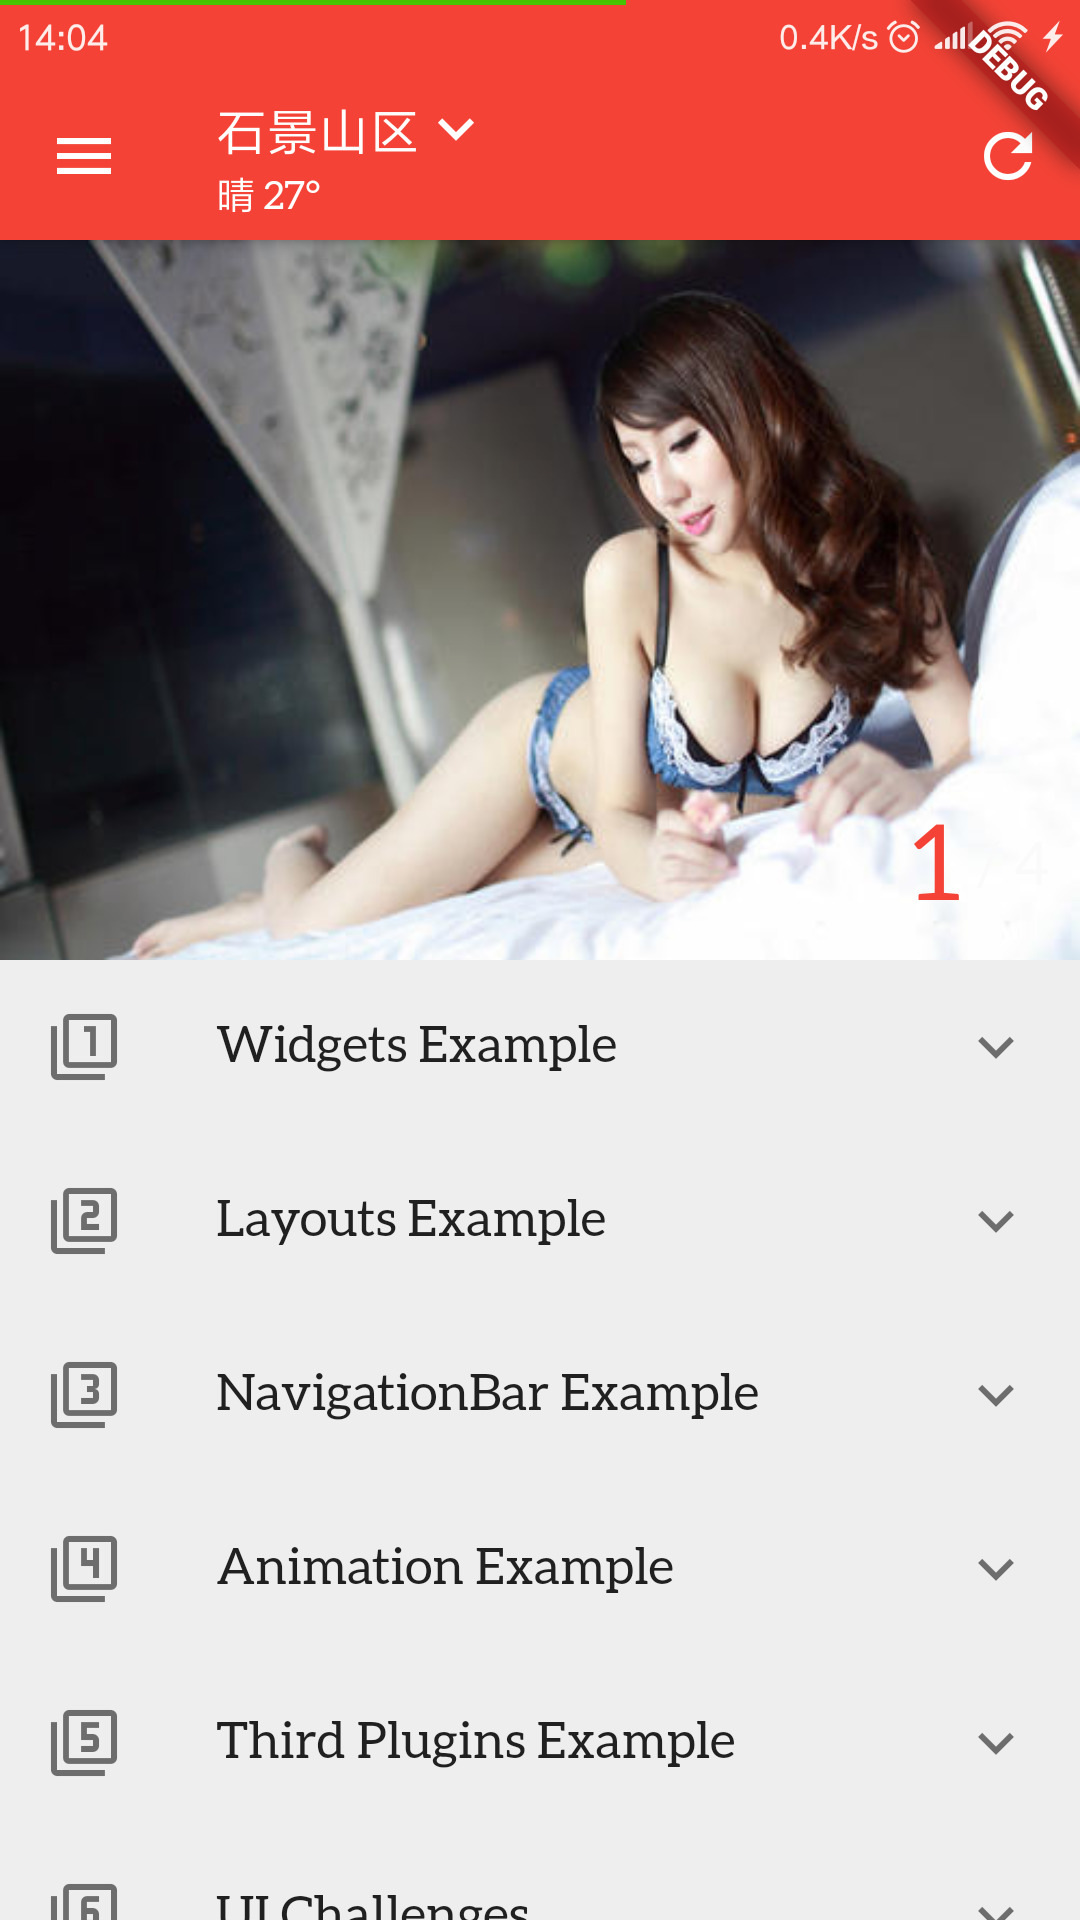 14:04
0.4K/s
DEBUG
石景山区
晴 27°
1 / 4
1 Widgets Example
2 Layouts Example
3 NavigationBar Example
4 Animation Example
5 Third Plugins Example
6 UI Challenges